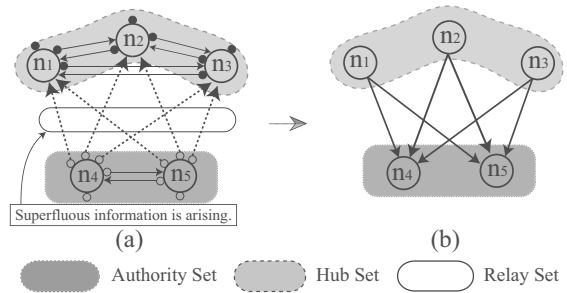 n2
n2
n1
n3
n1
n3
n4
n5
n4
n5
Superfluous information is arising.
(a)
(b)
Authority Set
Hub Set
Relay Set